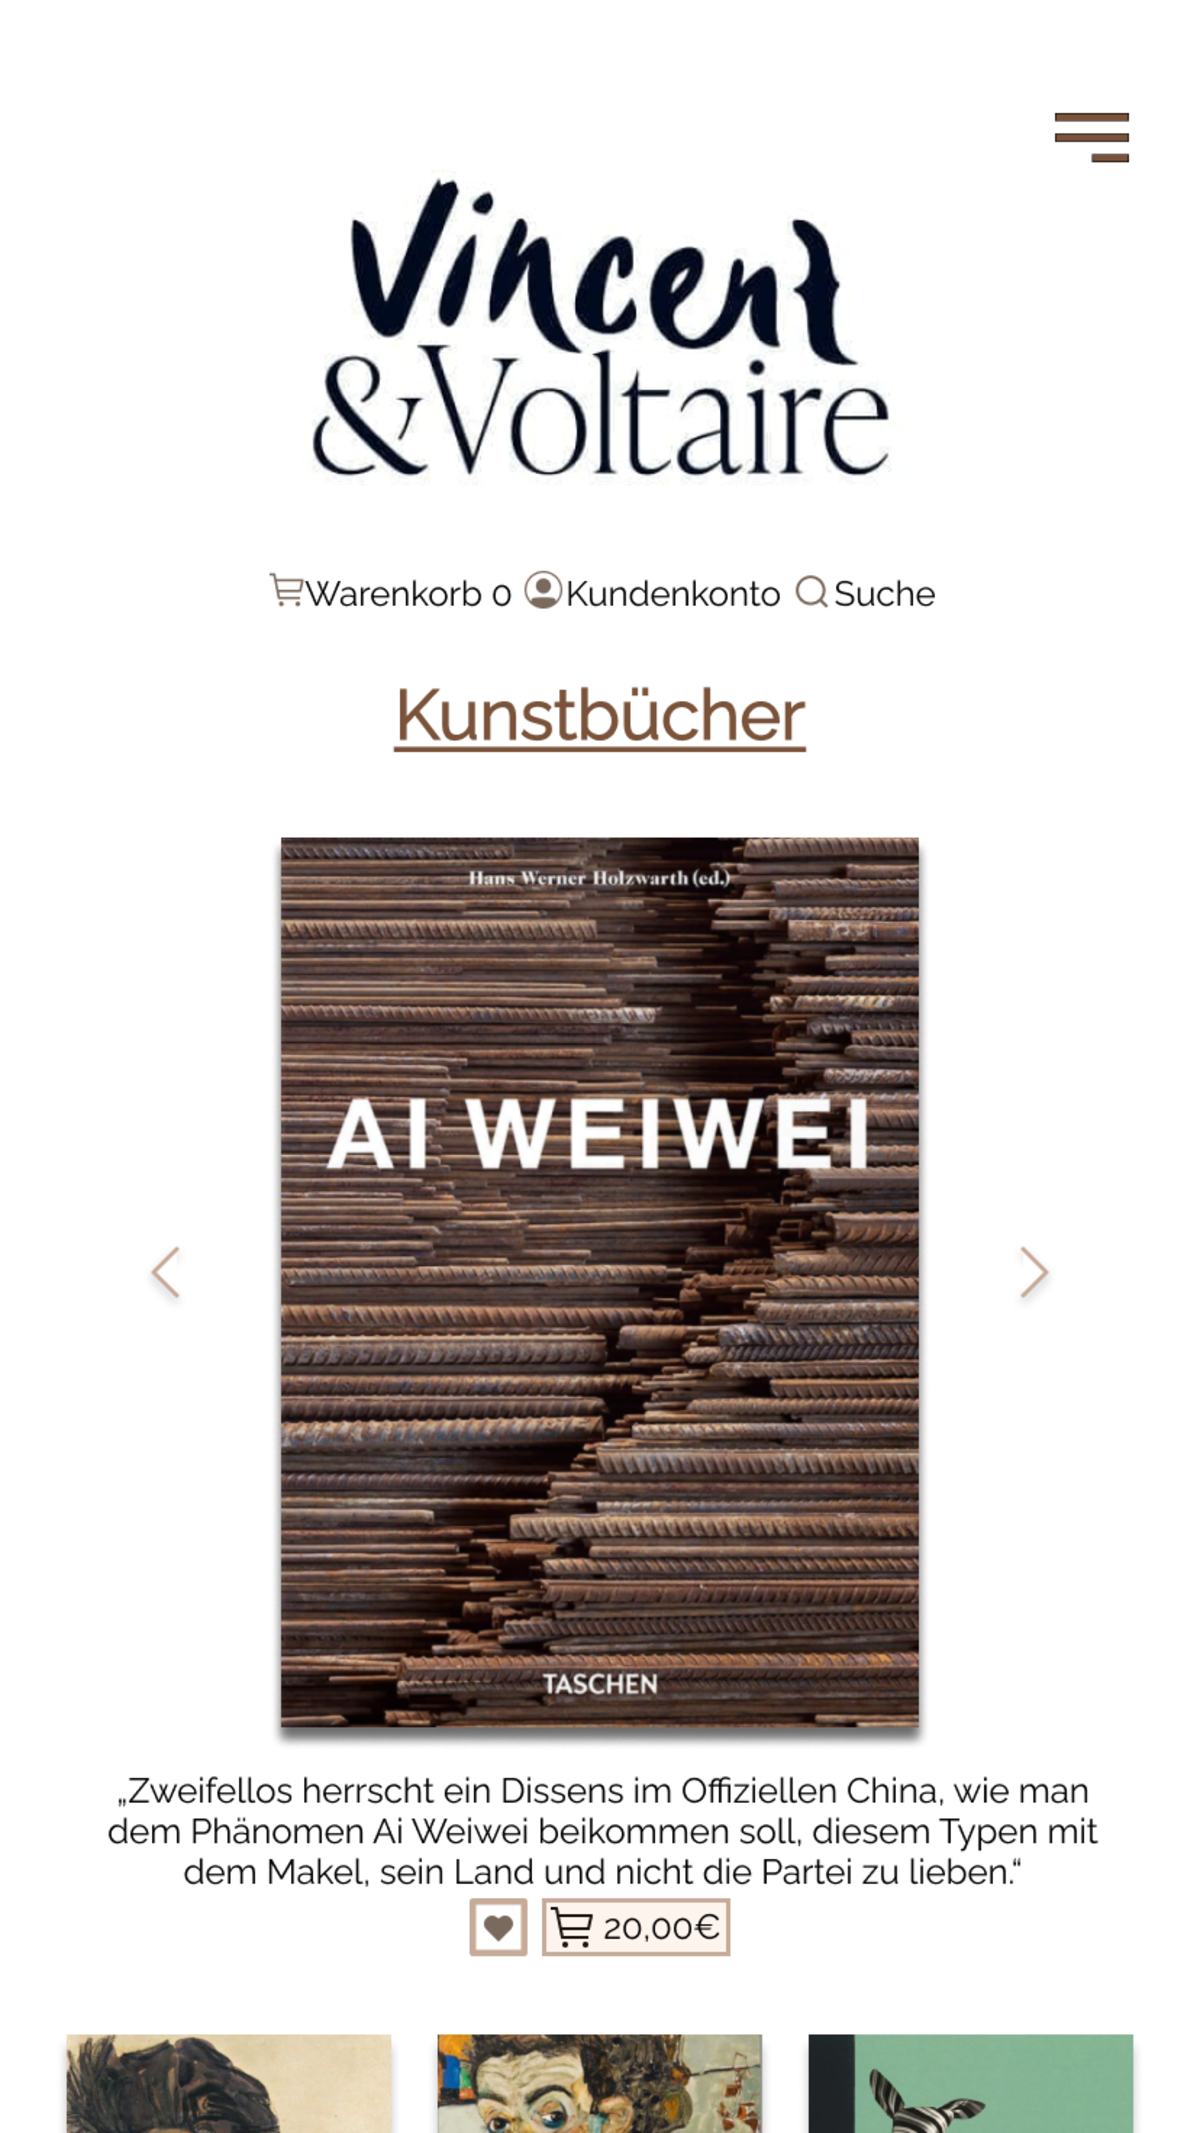 Vincent
&Voltaire
Warenkorb 0 Kundenkonto Suche
Kunstbücher
Hans Werner Holzwarth (ed.)
AI WEIWEI
TASCHEN
„Zweifellos herrscht ein Dissens im Offiziellen China, wie man
dem Phänomen Ai Weiwei beikommen soll, diesem Typen mit
dem Makel, sein Land und nicht die Partei zu lieben.“
20,00€